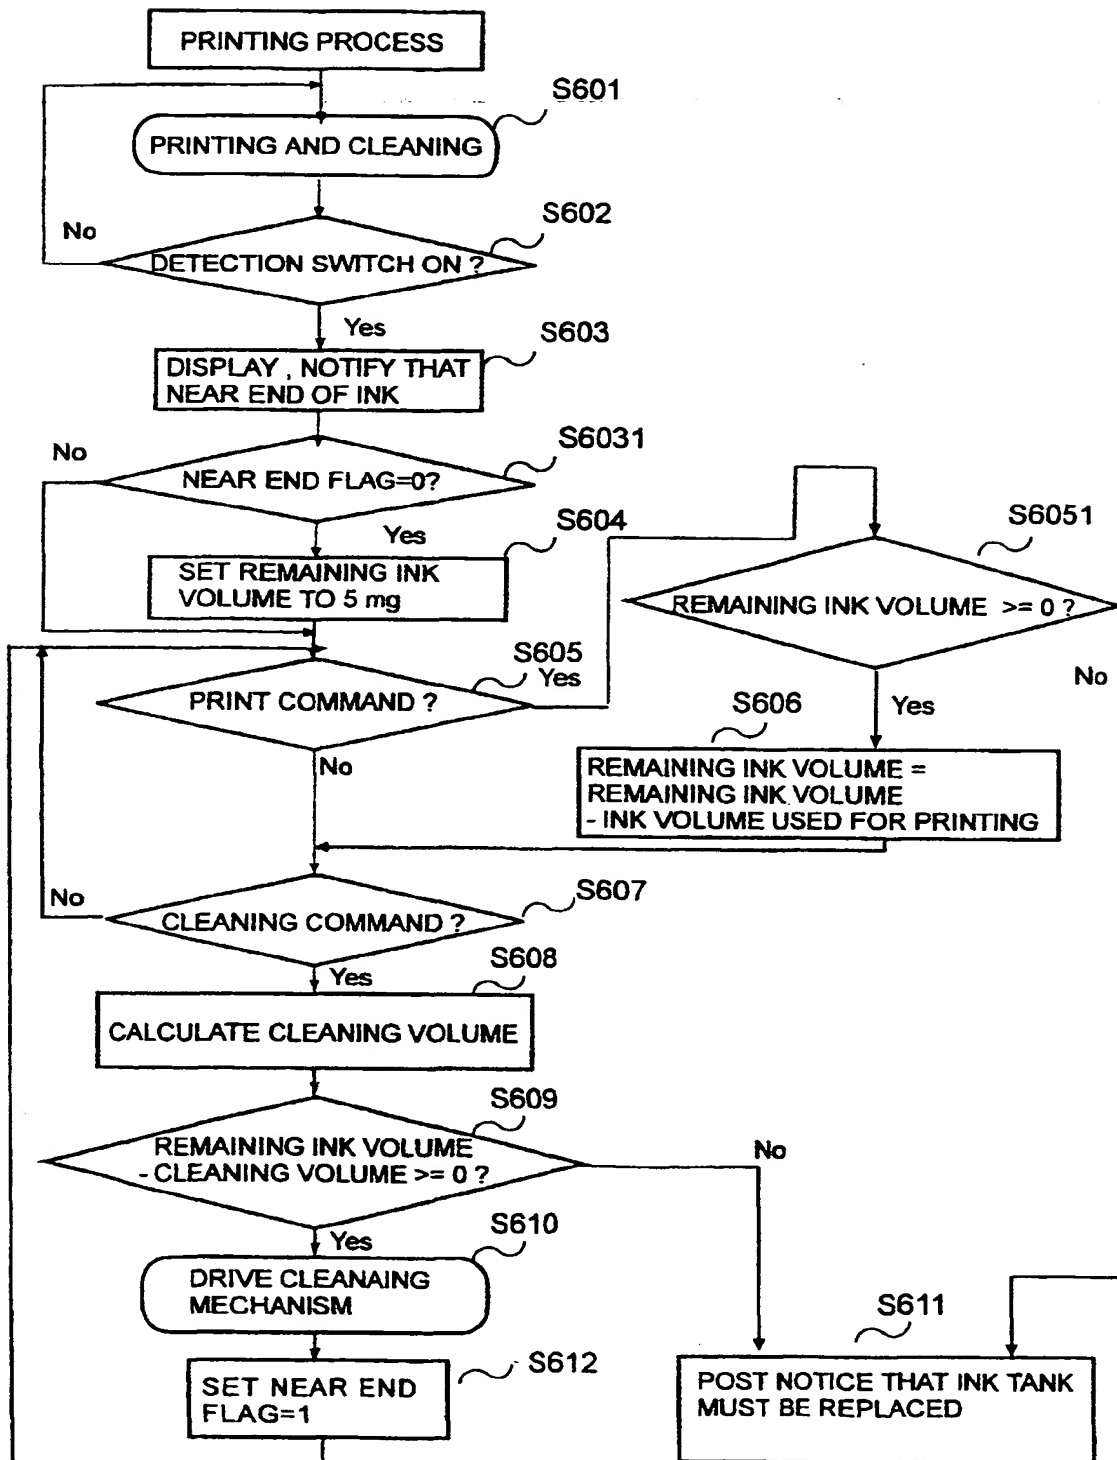 PRINTING PROCESS
S601
PRINTING AND CLEANING
S602
No
DETECTION SWITCH ON ?
Yes
S603
DISPLAY , NOTIFY THAT
NEAR END OF INK
No
S6031
NEAR END FLAG=0?
Yes
S604
SET REMAINING INK
VOLUME TO 5 mg
S6051
REMAINING INK VOLUME >= 0 ?
No
S605
Yes
PRINT COMMAND ?
No
Yes
S606
REMAINING INK VOLUME =
REMAINING INK VOLUME
- INK VOLUME USED FOR PRINTING
No
S607
CLEANING COMMAND ?
Yes
S608
CALCULATE CLEANING VOLUME
S609
REMAINING INK VOLUME
- CLEANING VOLUME >= 0 ?
No
Yes
S610
DRIVE CLEANAING
MECHANISM
S611
POST NOTICE THAT INK TANK
MUST BE REPLACED
S612
SET NEAR END
FLAG=1